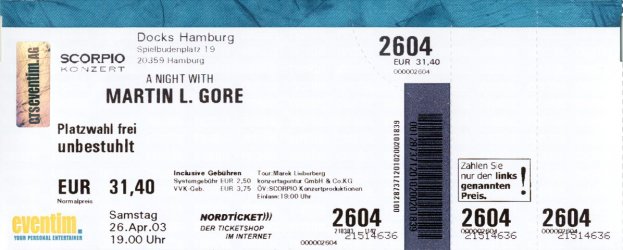 ctseventim.AG
SCORPIO
KONZERT
Docks Hamburg
Spielbudenplatz 19
20359 Hamburg
A NIGHT WITH
MARTIN L. GORE
Platzwahl frei
unbestuhlt
EUR 31,40
Normalpreis
Inclusive Gebühren
Systemgebühr EUR 2,50
VVK-Geb. EUR 3,75
Tour:Marek Lieberberg
konzertagentur GmbH & Co.KG
ÖV:SCORPIO Konzertproduktionen
Einlass:19:00 Uhr
eventim.
YOUR PERSONAL ENTERTAINER
Samstag
26.Apr.03
19.00 Uhr
NORDTICKET)))
DER TICKETSHOP
IM INTERNET
2604
EUR 31,40
000002604
Zahlen Sie
nur den links
genannten
Preis.
!
2604
21514636
000002604
2604
21514636
2604
21514636